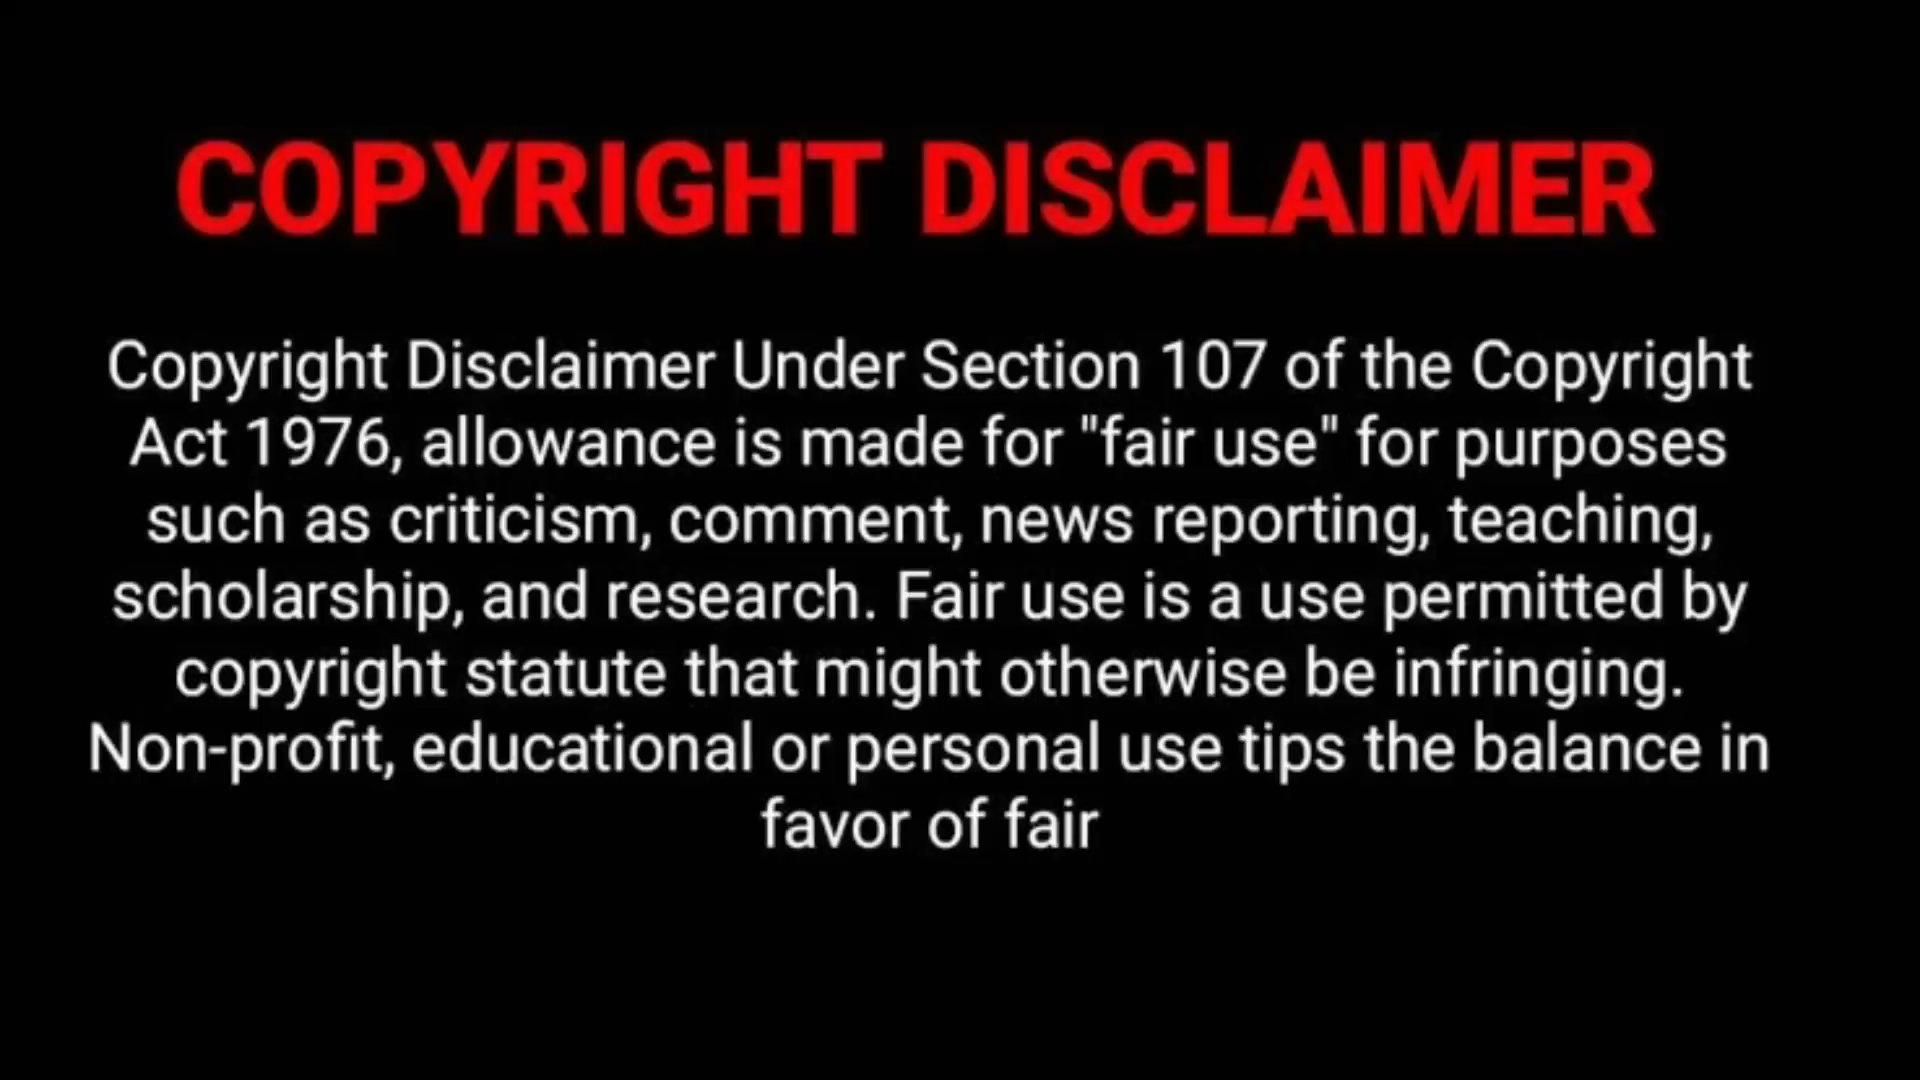 COPYRIGHT DISCLAIMER
Copyright Disclaimer Under Section 107 of the Copyright
Act 1976, allowance is made for "fair use" for purposes
such as criticism, comment, news reporting, teaching,
scholarship, and research. Fair use is a use permitted by
copyright statute that might otherwise be infringing.
Non-profit, educational or personal use tips the balance in
favor of fair